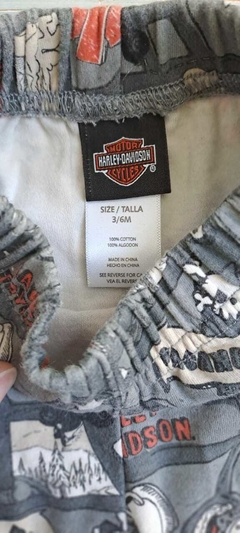 MOTOR
HARLEY-DAVIDSON
CYCLES
®
SIZE / TALLA
3/6M
100% COTTON
100% ALGODON
MADE IN CHINA
HECHO EN CHINA
SEE REVERSE FOR CA
VEA EL REVERS
DSON.